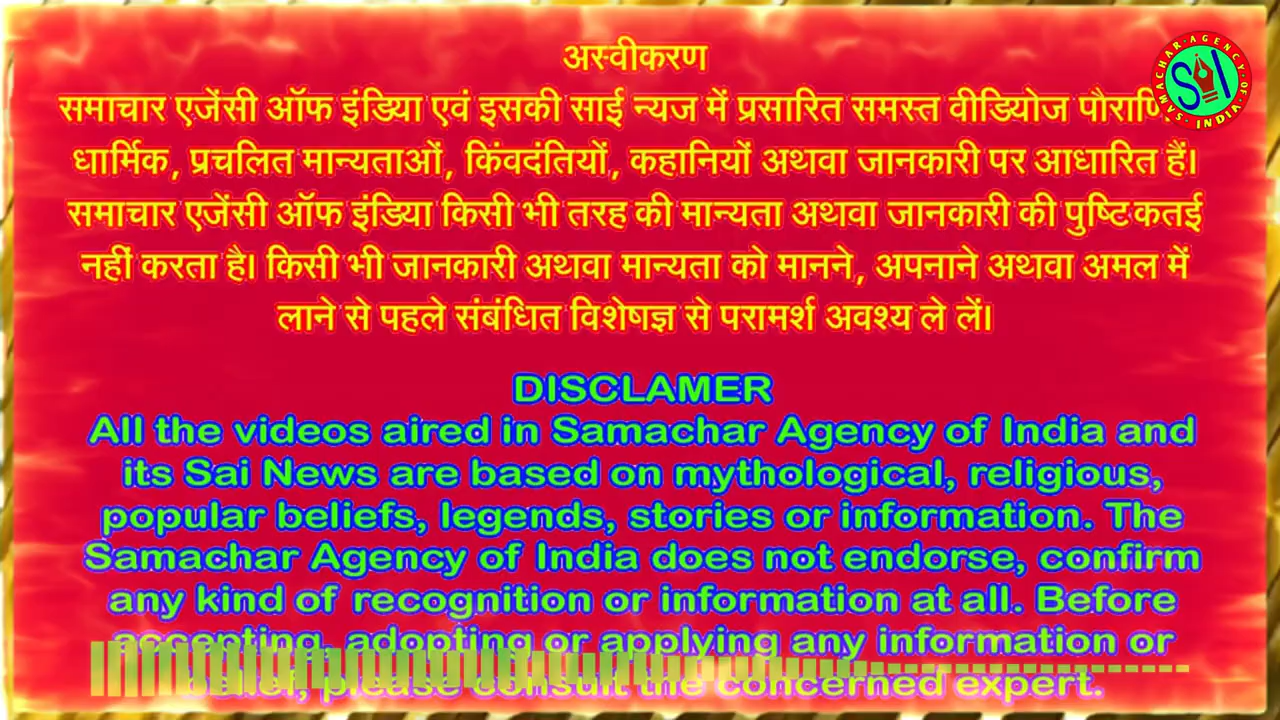 अस्वीकरण
समाचार एजेंसी ऑफ इंडिया एवं इसकी साई न्यज में प्रसारित समस्त वीडियोज
धार्मिक, प्रचलित मान्यताओं, किंवदंतियों, कहानियों अथवा जानकारी पर आधारित हैं।
समाचार एजेंसी ऑफ इंडिया किसी भी तरह की मान्यता अथवा जानकारी की पुष्टि कतई
नहीं करता है। किसी भी जानकारी अथवा मान्यता को मानने, अपनाने अथवा अमल में
लाने से पहले संबंधित विशेषज्ञ से परामर्श अवश्य ले लें।
DISCLAMER
All the videos aired in Samachar Agency of India and
its Sai News are based on mythological, religious,
popular beliefs, legends, stories or information. The
Samachar Agency of India does not endorse, confirm
any kind of recognition or information at all. Before
accepting, adopting or applying any information or
belief, please consult the concerned expert.
SAMACHAR AGENCY OF INDIA
SAI